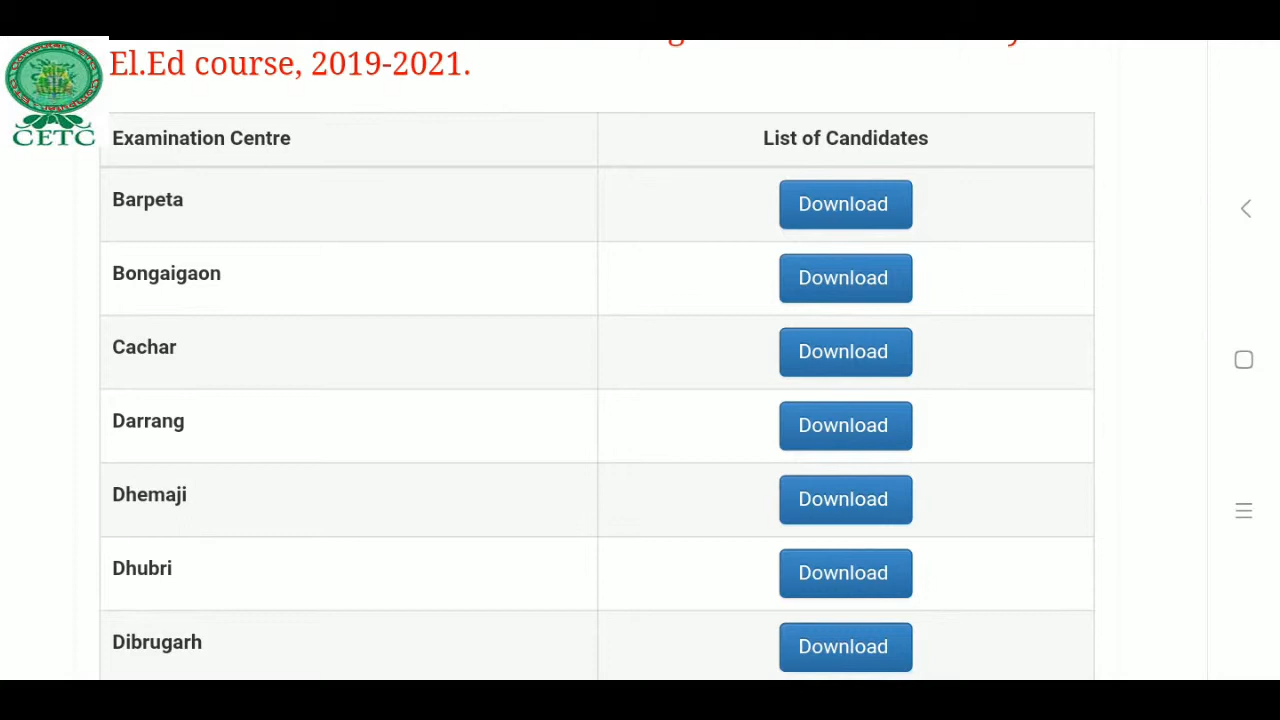 El.Ed course, 2019-2021.
CETC
Examination Centre List of Candidates
Barpeta Download
Bongaigaon Download
Cachar Download
Darrang Download
Dhemaji Download
Dhubri Download
Dibrugarh Download